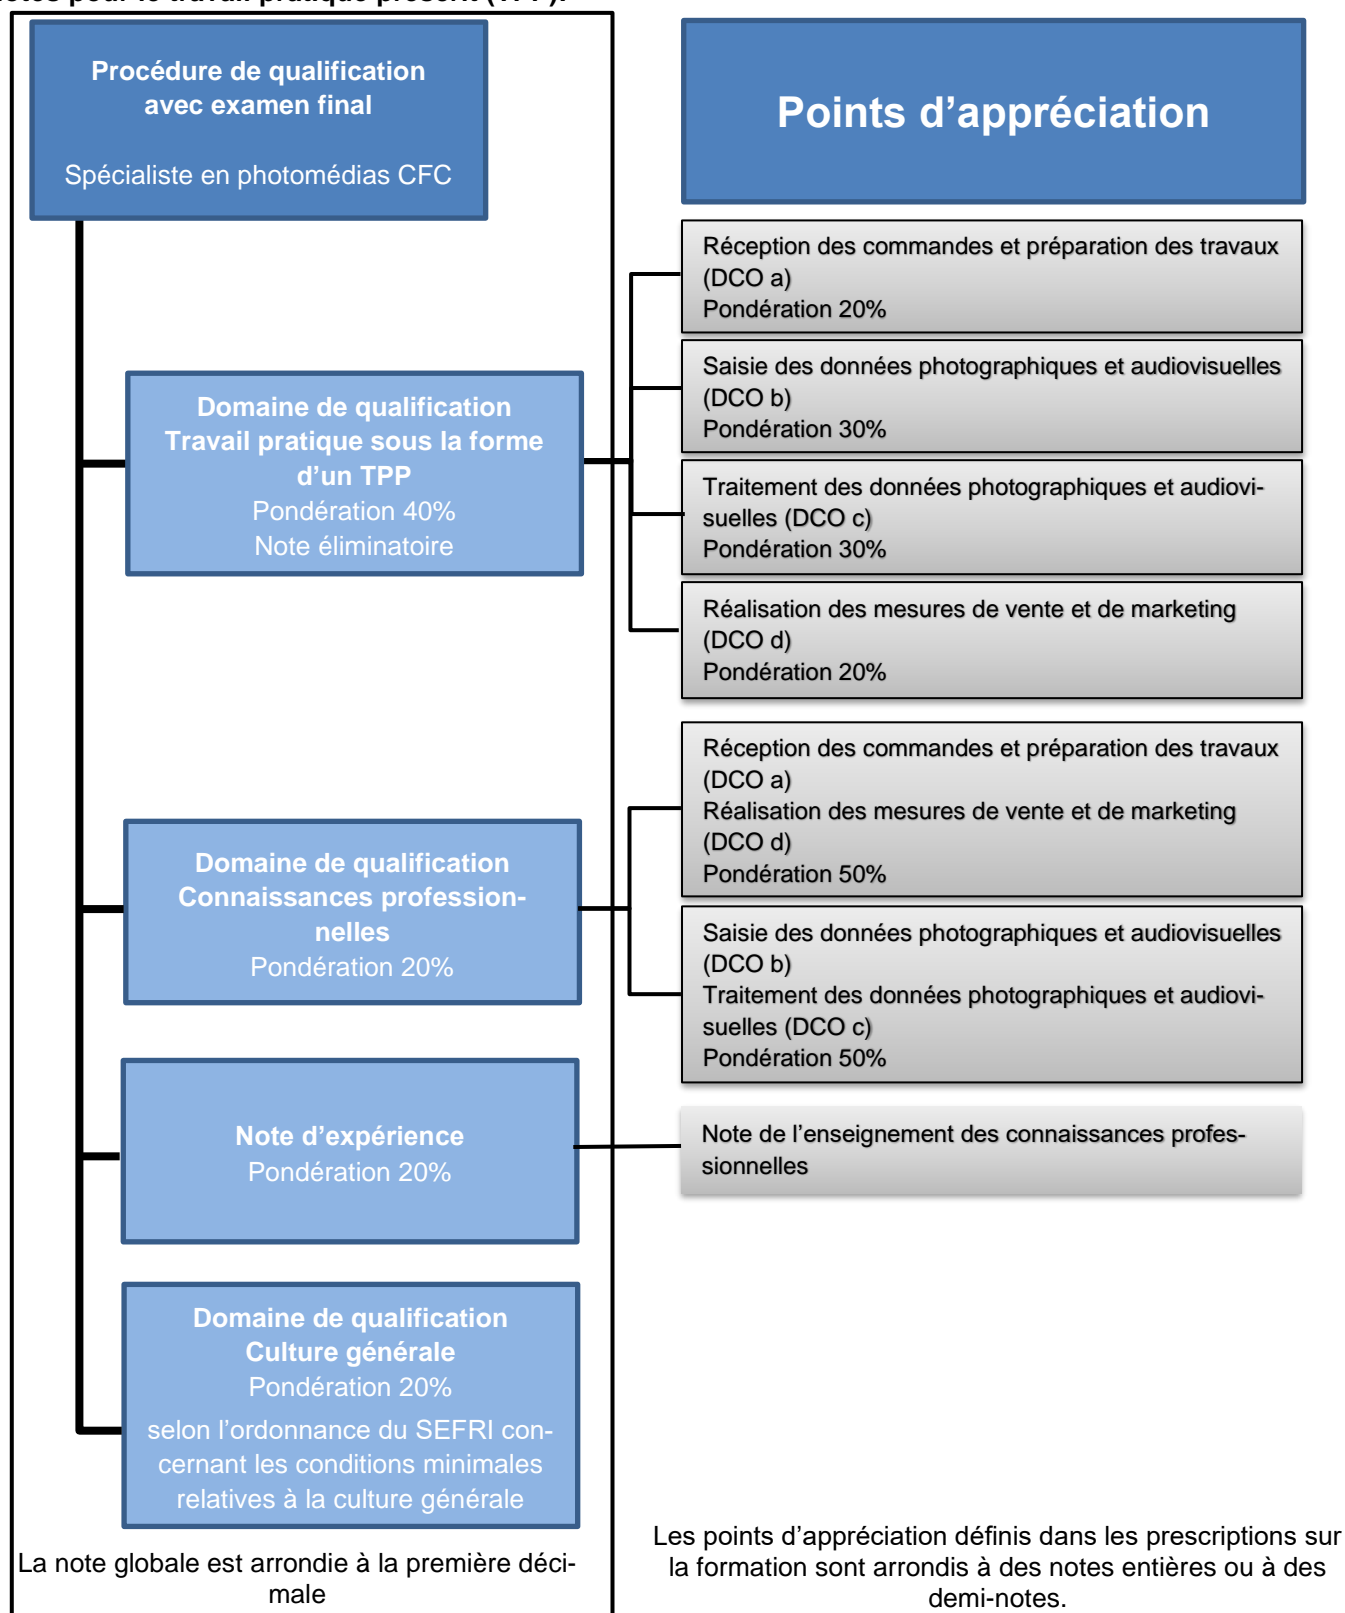 notes pour le travail pratique prescrit (TPP):
Procédure de qualification
avec examen final
Spécialiste en photomédias CFC
Points d’appréciation
Réception des commandes et préparation des travaux
(DCO a)
Pondération 20%
Saisie des données photographiques et audiovisuelles
(DCO b)
Pondération 30%
Domaine de qualification
Travail pratique sous la forme
d’un TPP
Pondération 40%
Note éliminatoire
Traitement des données photographiques et audiovi-
suelles (DCO c)
Pondération 30%
Réalisation des mesures de vente et de marketing
(DCO d)
Pondération 20%
Domaine de qualification
Connaissances profession-
nelles
Pondération 20%
Réception des commandes et préparation des travaux
(DCO a)
Réalisation des mesures de vente et de marketing
(DCO d)
Pondération 50%
Saisie des données photographiques et audiovisuelles
(DCO b)
Traitement des données photographiques et audiovi-
suelles (DCO c)
Pondération 50%
Note d’expérience
Pondération 20%
Note de l’enseignement des connaissances profes-
sionnelles
Domaine de qualification
Culture générale
Pondération 20%
selon l’ordonnance du SEFRI con-
cernant les conditions minimales
relatives à la culture générale
La note globale est arrondie à la première déci-
male
Les points d’appréciation définis dans les prescriptions sur
la formation sont arrondis à des notes entières ou à des
demi-notes.